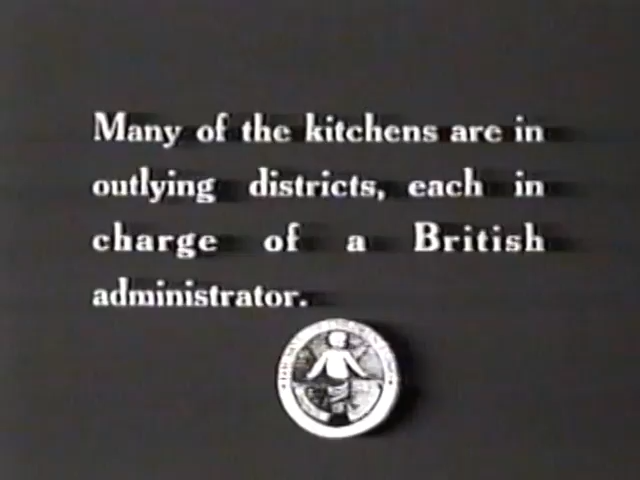 Many of the kitchens are in
outlying districts, each in
charge of a British
administrator.